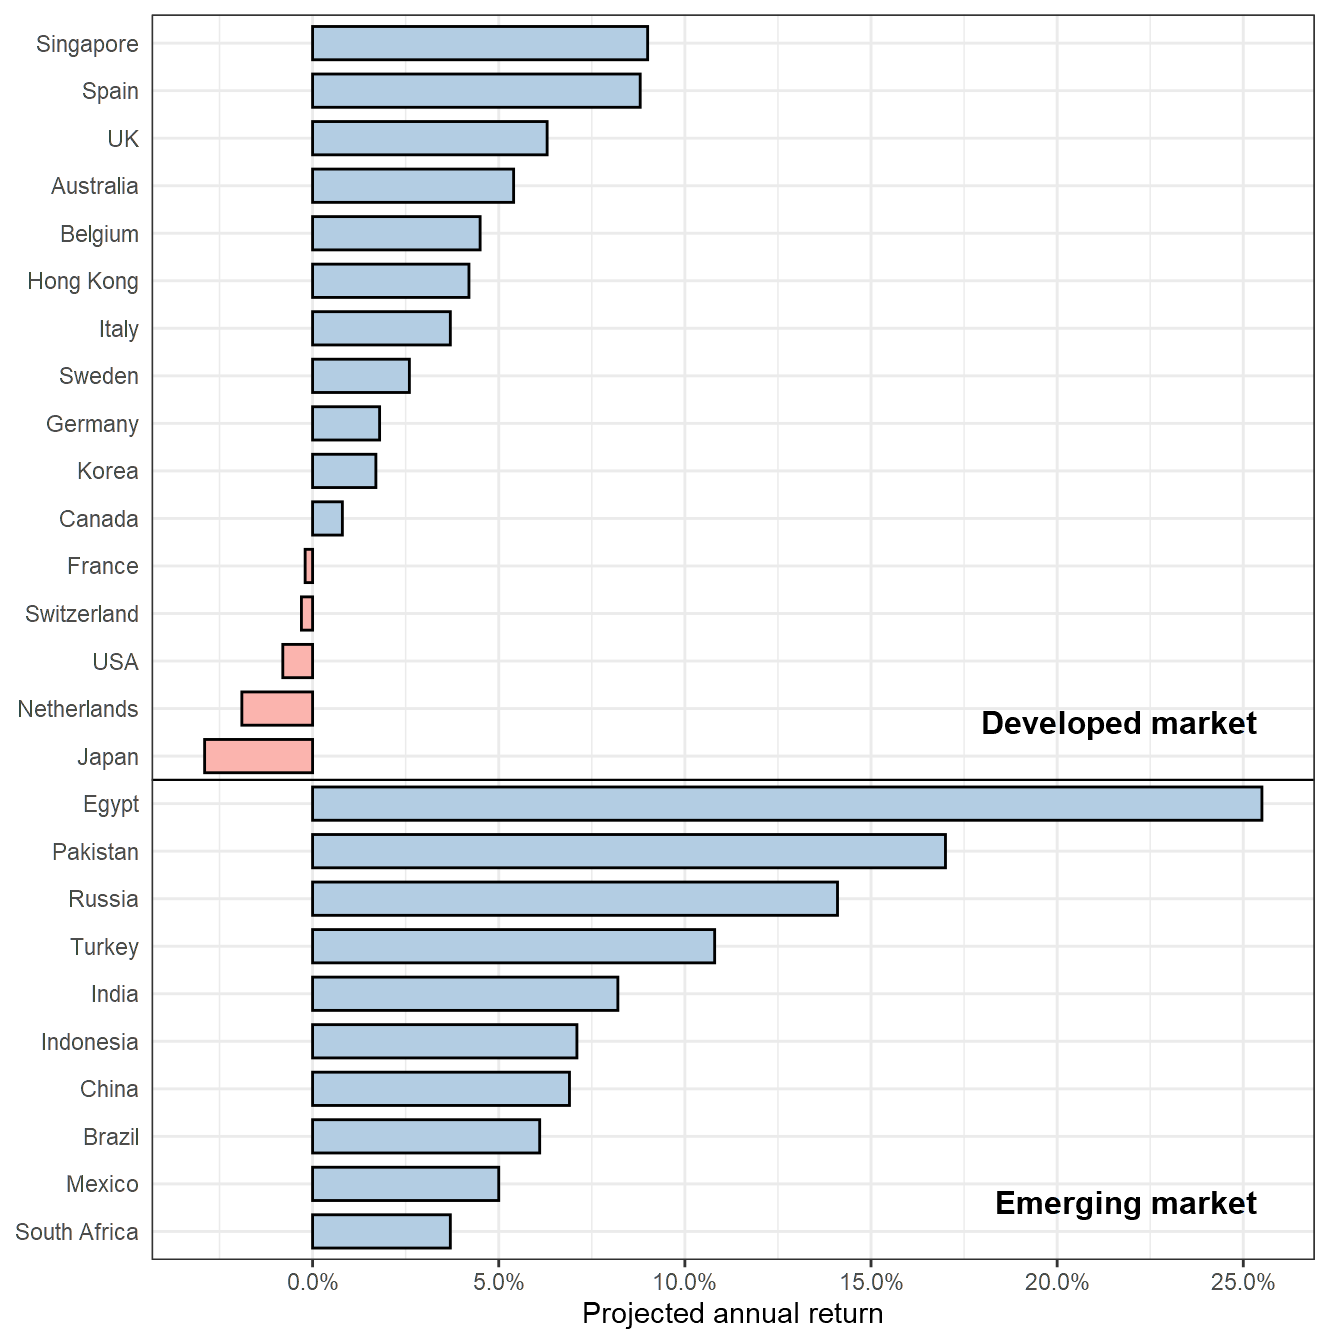 Singapore
Spain
UK
Australia
Belgium
Hong Kong
Italy
Sweden
Germany
Korea
Canada
France
Switzerland
USA
Netherlands
Developed market
Japan
Egypt
Pakistan
Russia
Turkey
India
Indonesia
China
Brazil
Mexico
Emerging market
South Africa
0.0% 5.0% 10.0% 15.0% 20.0% 25.0%
Projected annual return